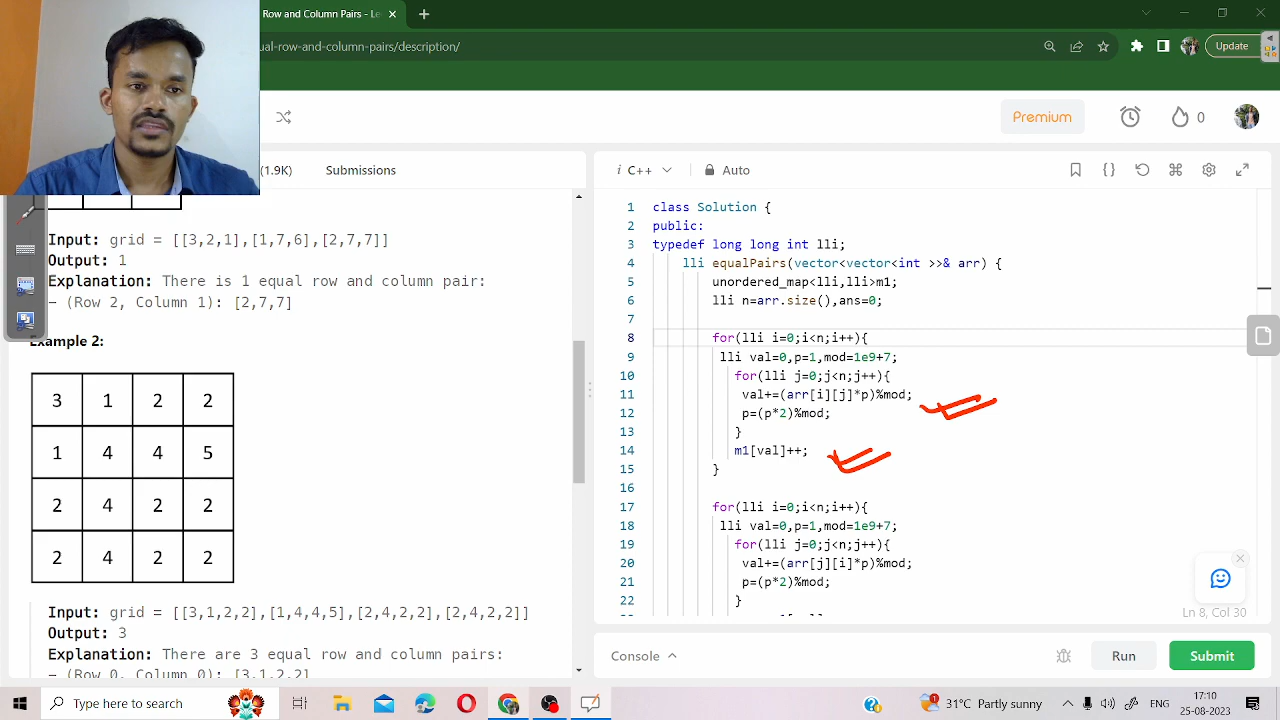 Row and Column Pairs - Le
Update
ual-row-and-column-pairs/description/
Premium
0
(1.9K)
Submissions
i C++
Auto
Input: grid = [[3,2,1],[1,7,6],[2,7,7]]
Output: 1
Explanation: There is 1 equal row and column pair:
- (Row 2, Column 1): [2,7,7]
Example 2:
3 1 2 2
1 4 4 5
2 4 2 2
2 4 2 2
Input: grid = [[3,1,2,2],[1,4,4,5],[2,4,2,2],[2,4,2,2]]
Output: 3
Explanation: There are 3 equal row and column pairs:
- (Row 0, Column 0): [3,1,2,2]
1 class Solution {
2 public:
3 typedef long long int lli;
4 lli equalPairs(vector<vector<int >>& arr) {
5 unordered_map<lli,lli>m1;
6 lli n=arr.size(),ans=0;
7
8 for(lli i=0;i<n;i++){
9 lli val=0,p=1,mod=1e9+7;
10 for(lli j=0;j<n;j++){
11 val+=(arr[i][j]*p)%mod;
12 p=(p*2)%mod;
13 }
14 m1[val]++;
15 }
16
17 for(lli i=0;i<n;i++){
18 lli val=0,p=1,mod=1e9+7;
19 for(lli j=0;j<n;j++){
20 val+=(arr[j][i]*p)%mod;
21 p=(p*2)%mod;
22 }
Ln 8, Col 30
Console
Run
Submit
Type here to search
31°C Partly sunny
ENG
17:10
25-08-2023